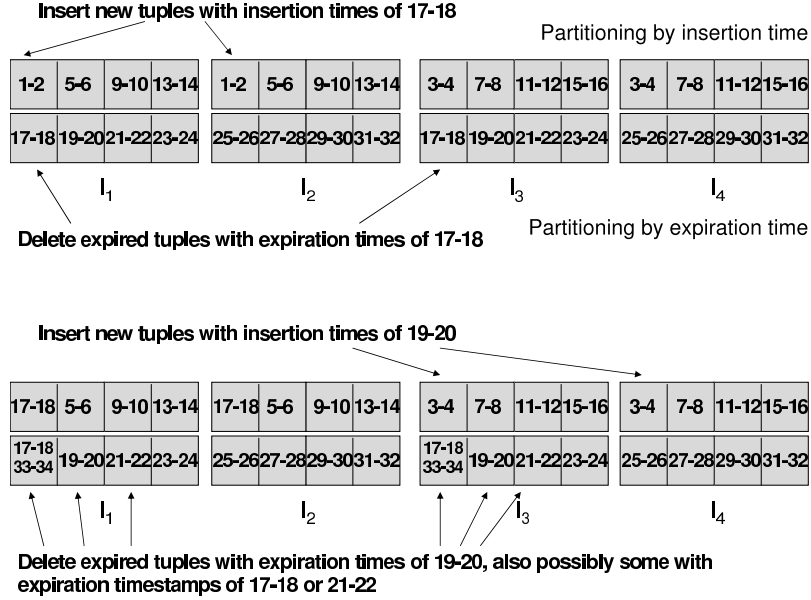 Insert new tuples with insertion times of 17-18
Partitioning by insertion time
1-2 5-6 9-10 13-14 1-2 5-6 9-10 13-14 3-4 7-8 11-12 15-16 3-4 7-8 11-12 15-16
17-18 19-20 21-22 23-24 25-26 27-28 29-30 31-32 17-18 19-20 21-22 23-24 25-26 27-28 29-30 31-32
I1 I2 I3 I4
Delete expired tuples with expiration times of 17-18
Partitioning by expiration time
Insert new tuples with insertion times of 19-20
17-18 5-6 9-10 13-14 17-18 5-6 9-10 13-14 3-4 7-8 11-12 15-16 3-4 7-8 11-12 15-16
17-18 33-34 19-20 21-22 23-24 25-26 27-28 29-30 31-32 17-18 33-34 19-20 21-22 23-24 25-26 27-28 29-30 31-32
I1 I2 I3 I4
Delete expired tuples with expiration times of 19-20, also possibly some with
expiration timestamps of 17-18 or 21-22